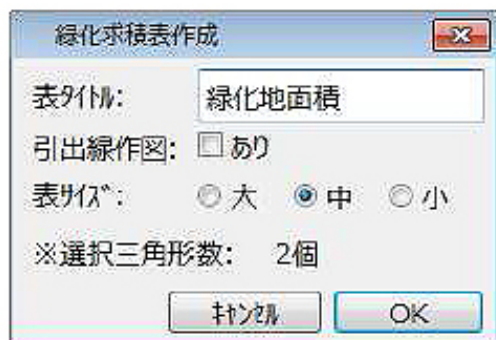 緑化求積表作成
表ﾀｲﾄﾙ: 緑化地面積
引出線作図: あり
表ｻｲｽﾞ: 大 中 小
※選択三角形数: 2個
ｷｬﾝｾﾙ OK